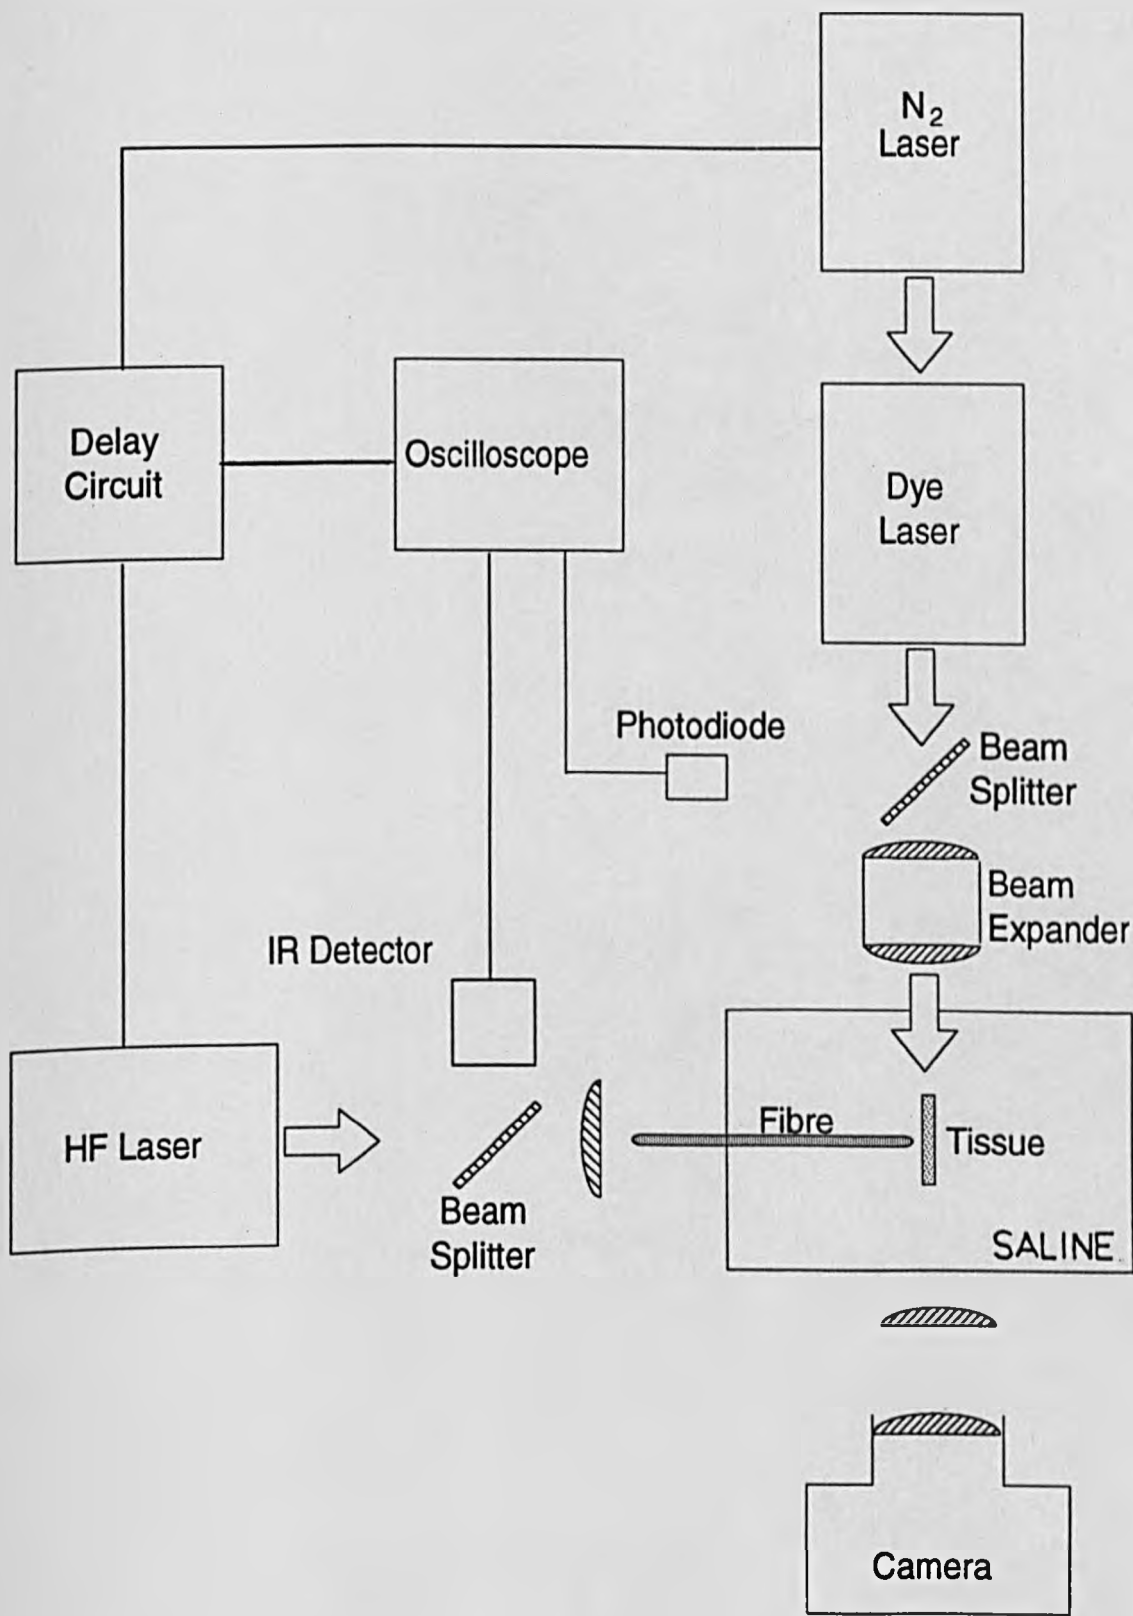 N2
Laser
Delay
Circuit
Oscilloscope
Dye
Laser
Photodiode
Beam
Splitter
Beam
Expander
IR Detector
HF Laser
Beam
Splitter
Fibre
Tissue
SALINE
Camera